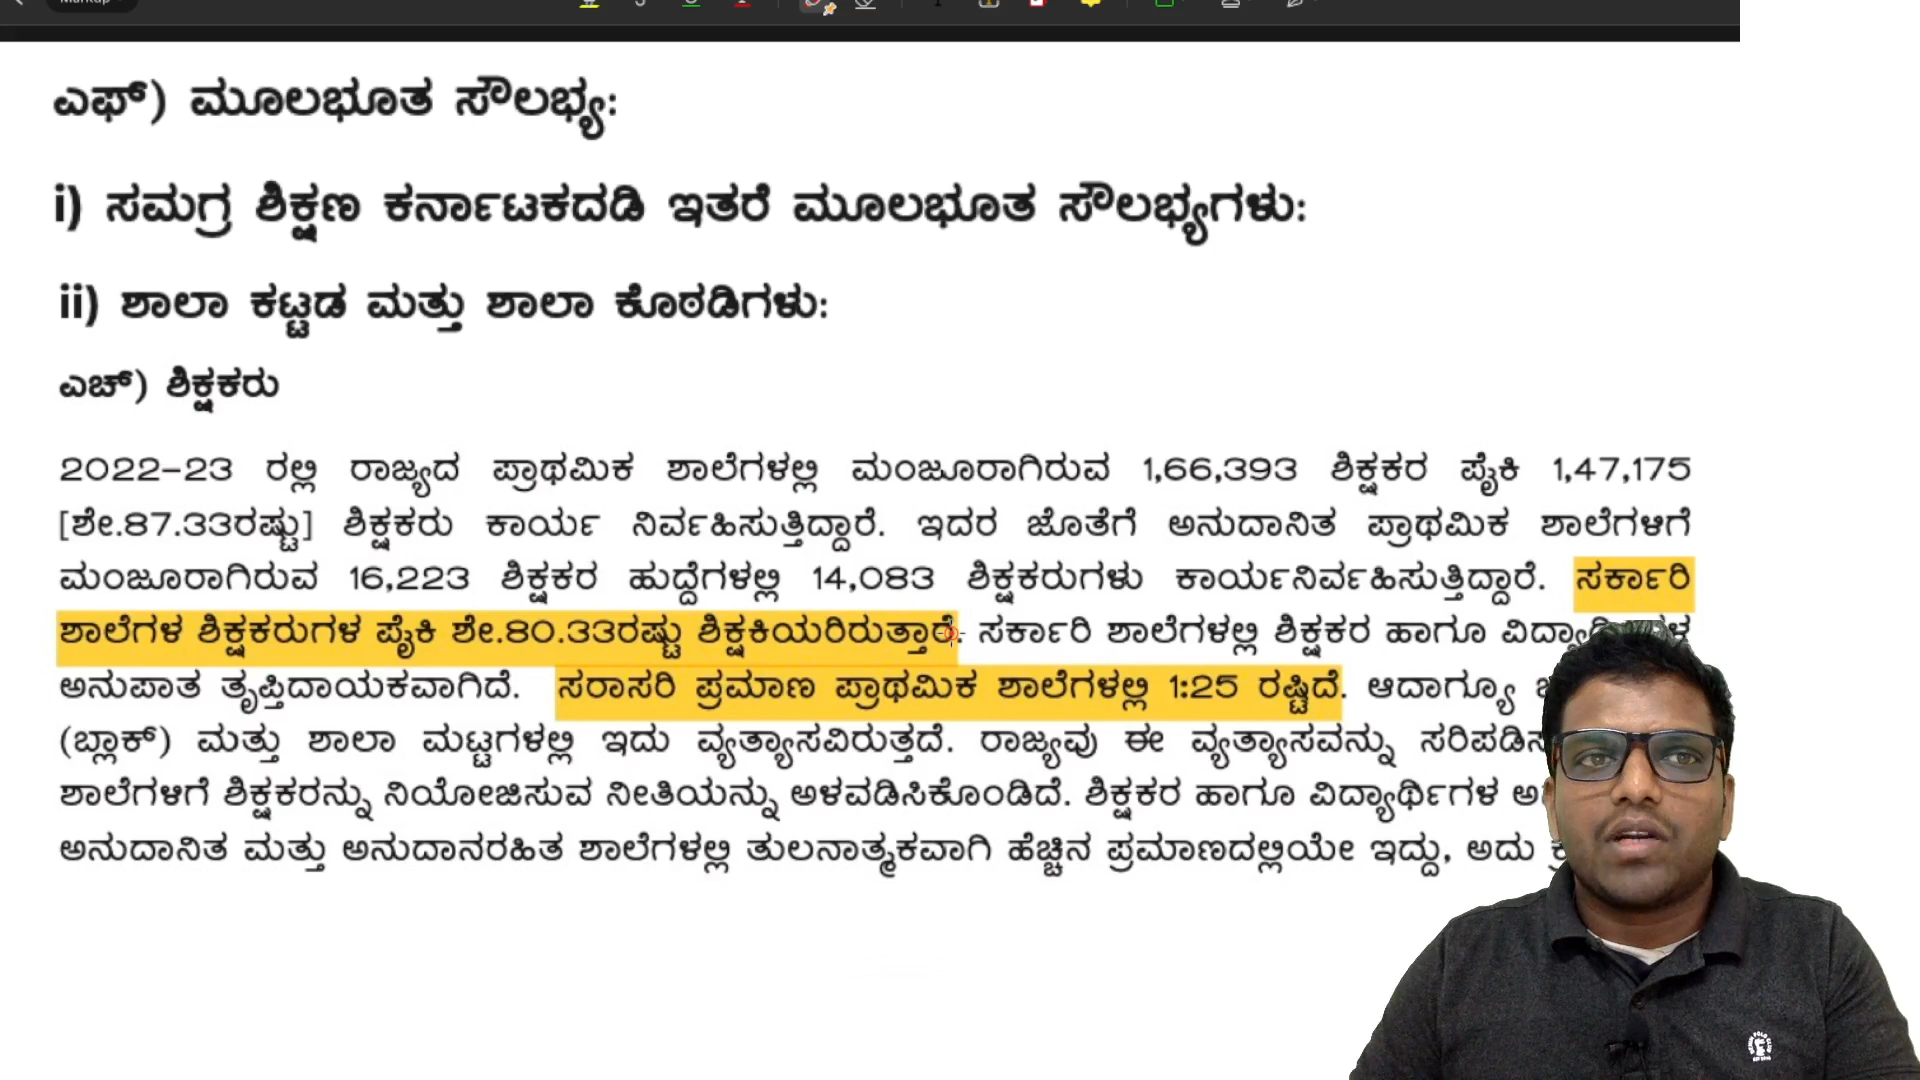 ಎಫ್) ಮೂಲಭೂತ ಸೌಲಭ್ಯ:
i) ಸಮಗ್ರ ಶಿಕ್ಷಣ ಕರ್ನಾಟಕದಡಿ ಇತರೆ ಮೂಲಭೂತ ಸೌಲಭ್ಯಗಳು:
ii) ಶಾಲಾ ಕಟ್ಟಡ ಮತ್ತು ಶಾಲಾ ಕೊಠಡಿಗಳು:
ಎಚ್) ಶಿಕ್ಷಕರು
2022-23 ರಲ್ಲಿ ರಾಜ್ಯದ ಪ್ರಾಥಮಿಕ ಶಾಲೆಗಳಲ್ಲಿ ಮಂಜೂರಾಗಿರುವ 1,66,393 ಶಿಕ್ಷಕರ ಪೈಕಿ 1,47,175
[ಶೇ.87.33ರಷ್ಟು] ಶಿಕ್ಷಕರು ಕಾರ್ಯ ನಿರ್ವಹಿಸುತ್ತಿದ್ದಾರೆ. ಇದರ ಜೊತೆಗೆ ಅನುದಾನಿತ ಪ್ರಾಥಮಿಕ ಶಾಲೆಗಳಿಗೆ
ಮಂಜೂರಾಗಿರುವ 16,223 ಶಿಕ್ಷಕರ ಹುದ್ದೆಗಳಲ್ಲಿ 14,083 ಶಿಕ್ಷಕರುಗಳು ಕಾರ್ಯನಿರ್ವಹಿಸುತ್ತಿದ್ದಾರೆ. ಸರ್ಕಾರಿ
ಶಾಲೆಗಳ ಶಿಕ್ಷಕರುಗಳ ಪೈಕಿ ಶೇ.80.33ರಷ್ಟು ಶಿಕ್ಷಕಿಯರಿರುತ್ತಾರೆ. ಸರ್ಕಾರಿ ಶಾಲೆಗಳಲ್ಲಿ ಶಿಕ್ಷಕರ ಹಾಗೂ
ಅನುಪಾತ ತೃಪ್ತಿದಾಯಕವಾಗಿದೆ. ಸರಾಸರಿ ಪ್ರಮಾಣ ಪ್ರಾಥಮಿಕ ಶಾಲೆಗಳಲ್ಲಿ 1:25 ರಷ್ಟಿದೆ. ಆದಾಗ್ಯೂ
(ಬ್ಲಾಕ್) ಮತ್ತು ಶಾಲಾ ಮಟ್ಟಗಳಲ್ಲಿ ಇದು ವ್ಯತ್ಯಾಸವಿರುತ್ತದೆ. ರಾಜ್ಯವು ಈ ವ್ಯತ್ಯಾಸವನ್ನು
ಶಾಲೆಗಳಿಗೆ ಶಿಕ್ಷಕರನ್ನು ನಿಯೋಜಿಸುವ ನೀತಿಯನ್ನು ಅಳವಡಿಸಿಕೊಂಡಿದೆ. ಶಿಕ್ಷಕರ ಹಾಗೂ ವಿದ್ಯಾರ್ಥಿಗಳ
ಅನುದಾನಿತ ಮತ್ತು ಅನುದಾನರಹಿತ ಶಾಲೆಗಳಲ್ಲಿ ತುಲನಾತ್ಮಕವಾಗಿ ಹೆಚ್ಚಿನ ಪ್ರಮಾಣದಲ್ಲಿಯೇ ಇದ್ದು, ಅದು